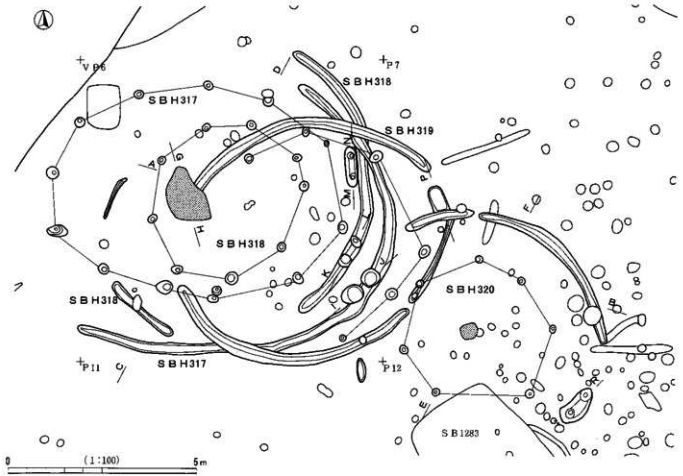 VP6
P7
SBH317
SBH318
SBH319
D
N
A
G
P
M
F
H
Q
SBH318
K
L
J
B
SBH320
SBH318
P11
C
SBH317
P12
R
E
SB1283
(1:100)
0
5m